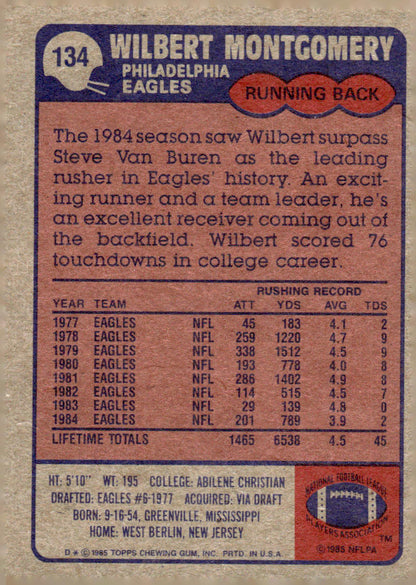 134
WILBERT MONTGOMERY
PHILADELPHIA
EAGLES
RUNNING BACK
The 1984 season saw Wilbert surpass
Steve Van Buren as the leading
rusher in Eagles' history. An excit-
ing runner and a team leader, he's
an excellent receiver coming out of
the backfield. Wilbert scored 76
touchdowns in college career.
RUSHING RECORD
YEAR TEAM ATT YDS AVG TDS
1977 EAGLES NFL 45 183 4.1 2
1978 EAGLES NFL 259 1220 4.7 9
1979 EAGLES NFL 338 1512 4.5 9
1980 EAGLES NFL 193 778 4.0 8
1981 EAGLES NFL 286 1402 4.9 8
1982 EAGLES NFL 114 515 4.5 7
1983 EAGLES NFL 29 139 4.8 0
1984 EAGLES NFL 201 789 3.9 2
LIFETIME TOTALS 1465 6538 4.5 45
HT: 5'10" WT: 195 COLLEGE: ABILENE CHRISTIAN
DRAFTED: EAGLES #6-1977 ACQUIRED: VIA DRAFT
BORN: 9-16-54, GREENVILLE, MISSISSIPPI
HOME: WEST BERLIN, NEW JERSEY
D * © 1985 TOPPS CHEWING GUM, INC. PRTD. IN U.S.A.
NATIONAL FOOTBALL LEAGUE
PLAYERS ASSOCIATION
© 1985 NFLPA